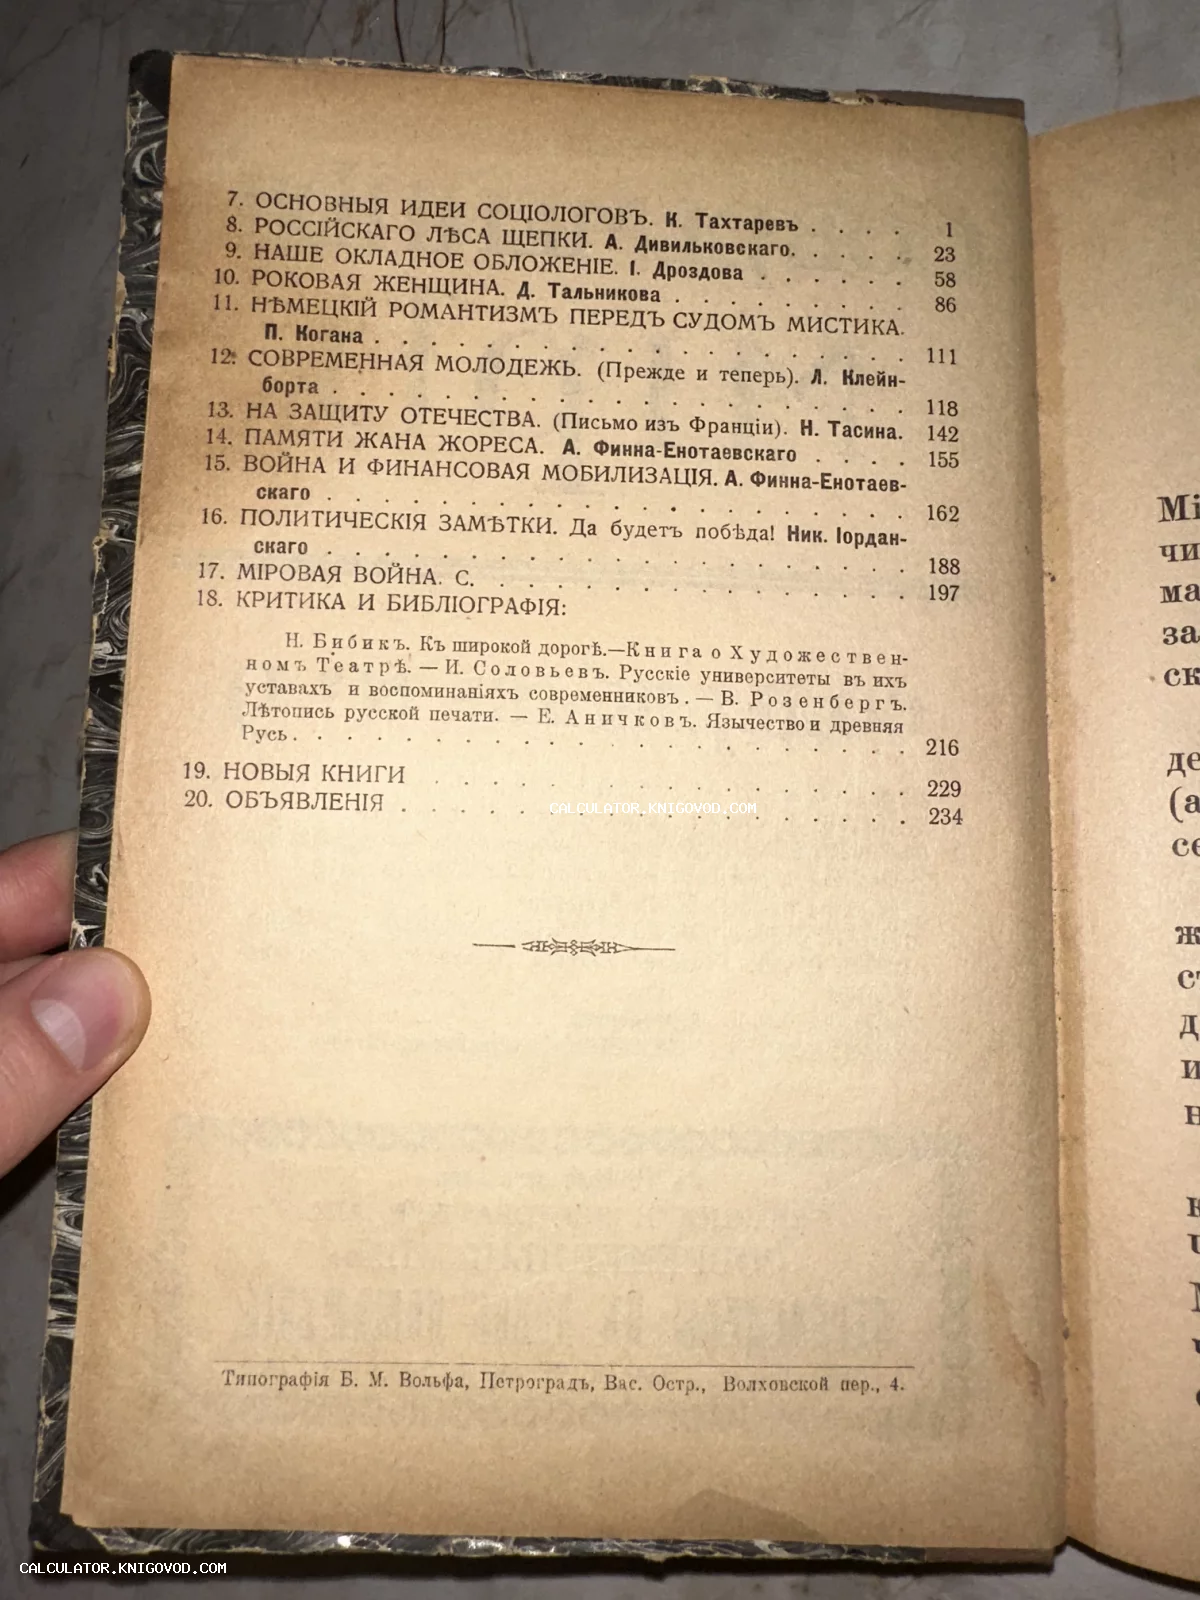 7. ОСНОВНЫЯ ИДЕИ СОЦІОЛОГОВЪ. К. Тахтаревъ . . . . 1
8. РОССІЙСКАГО ЛѢСА ЩЕПКИ. А. Дивильковскаго. . . . . 23
9. НАШЕ ОКЛАДНОЕ ОБЛОЖЕНІЕ. І. Дроздова . . . . . . 58
10. РОКОВАЯ ЖЕНЩИНА. Д. Тальникова . . . . . . . . . 86
11. НѢМЕЦКІЙ РОМАНТИЗМЪ ПЕРЕДЪ СУДОМЪ МИСТИКА.
П. Когана . . . . . . . . . . . . . . . . . . . 111
12. СОВРЕМЕННАЯ МОЛОДЕЖЬ. (Прежде и теперь). Л. Клейн-
борта . . . . . . . . . . . . . . . . . . . . 118
13. НА ЗАЩИТУ ОТЕЧЕСТВА. (Письмо изъ Франціи). Н. Тасина. 142
14. ПАМЯТИ ЖАНА ЖОРЕСА. А. Финна-Енотаевскаго . . . . 155
15. ВОЙНА И ФИНАНСОВАЯ МОБИЛИЗАЦІЯ. А. Финна-Енотаев-
скаго . . . . . . . . . . . . . . . . . . . . 162
16. ПОЛИТИЧЕСКІЯ ЗАМѢТКИ. Да будетъ побѣда! Ник. Іордан-
скаго . . . . . . . . . . . . . . . . . . . . 188
17. МІРОВАЯ ВОЙНА. С. . . . . . . . . . . . . . . . 197
18. КРИТИКА И БИБЛІОГРАФІЯ:
Н. Бибикъ. Къ широкой дорогѣ.—Книга о Художествен-
номъ Театрѣ. — И. Соловьевъ. Русскіе университеты въ ихъ
уставахъ и воспоминаніяхъ современниковъ. — В. Розенбергъ.
Лѣтопись русской печати. — Е. Аничковъ. Язычество и древняя
Русь. . . . . . . . . . . . . . . . . . . . . 216
19. НОВЫЯ КНИГИ . . . . . . . . . . . . . . . . . 229
20. ОБЪЯВЛЕНІЯ . . . . . . . . . . . . . . . . . . 234
CALCULATOR.KNIGOVOD.COM
Типографія Б. М. Вольфа, Петроградъ, Вас. Остр., Волховской пер., 4.
CALCULATOR.KNIGOVOD.COM